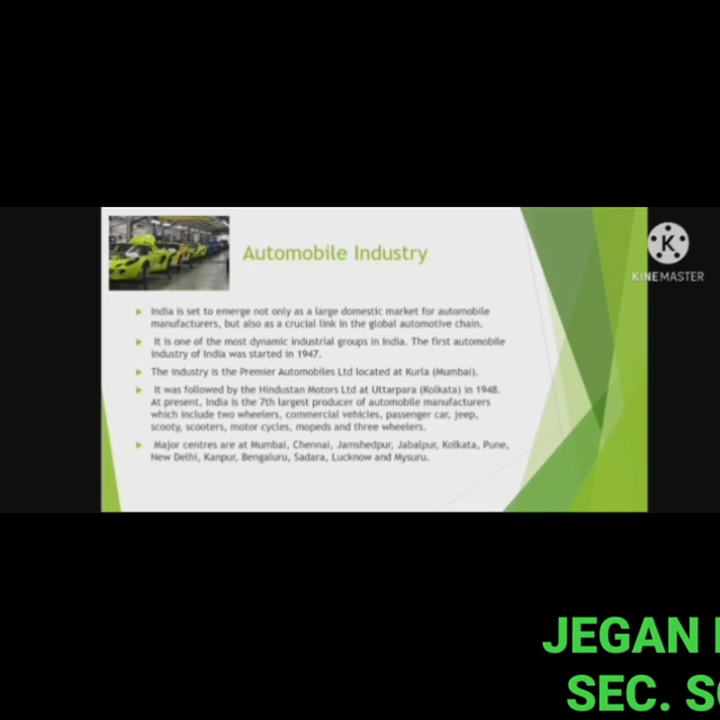 Automobile Industry
India is set to emerge not only as a large domestic market for automobile
manufacturers, but also as a crucial link in the global automotive chain.
It is one of the most dynamic industrial groups in India. The first automobile
industry of India was started in 1947.
The industry is the Premier Automobiles Ltd located at Kurla (Mumbai).
It was followed by the Hindustan Motors Ltd at Uttarpara (Kolkata) in 1948.
At present, India is the 7th largest producer of automobile manufacturers
which include two wheelers, commercial vehicles, passenger car, jeep,
scooty, scooters, motor cycles, mopeds and three wheelers.
Major centres are at Mumbai, Chennai, Jamshedpur, Jabalpur, Kolkata, Pune,
New Delhi, Kanpur, Bengaluru, Sadara, Lucknow and Mysuru.
K
KINEMASTER
JEGAN
SEC.